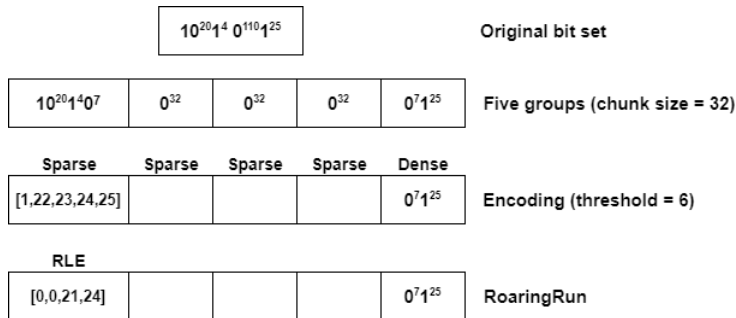 10²⁰1⁴ 0¹¹⁰1²⁵ Original bit set
10²⁰1⁴0⁷ 0³² 0³² 0³² 0⁷1²⁵ Five groups (chunk size = 32)
Sparse Sparse Sparse Sparse Dense
[1,22,23,24,25] 0⁷1²⁵ Encoding (threshold = 6)
RLE
[0,0,21,24] 0⁷1²⁵ RoaringRun